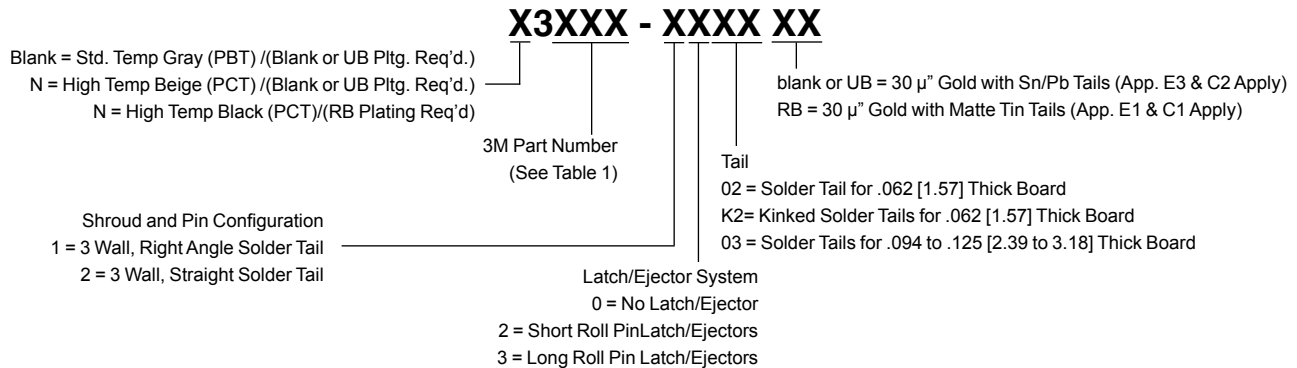 X3XXX - XXXX XX
Blank = Std. Temp Gray (PBT) /(Blank or UB Pltg. Req’d.)
N = High Temp Beige (PCT) /(Blank or UB Pltg. Req’d.)
N = High Temp Black (PCT)/(RB Plating Req’d)
blank or UB = 30 µ” Gold with Sn/Pb Tails (App. E3 & C2 Apply)
RB = 30 µ” Gold with Matte Tin Tails (App. E1 & C1 Apply)
3M Part Number
(See Table 1)
Tail
02 = Solder Tail for .062 [1.57] Thick Board
K2= Kinked Solder Tails for .062 [1.57] Thick Board
03 = Solder Tails for .094 to .125 [2.39 to 3.18] Thick Board
Shroud and Pin Configuration
1 = 3 Wall, Right Angle Solder Tail
2 = 3 Wall, Straight Solder Tail
Latch/Ejector System
0 = No Latch/Ejector
2 = Short Roll PinLatch/Ejectors
3 = Long Roll Pin Latch/Ejectors